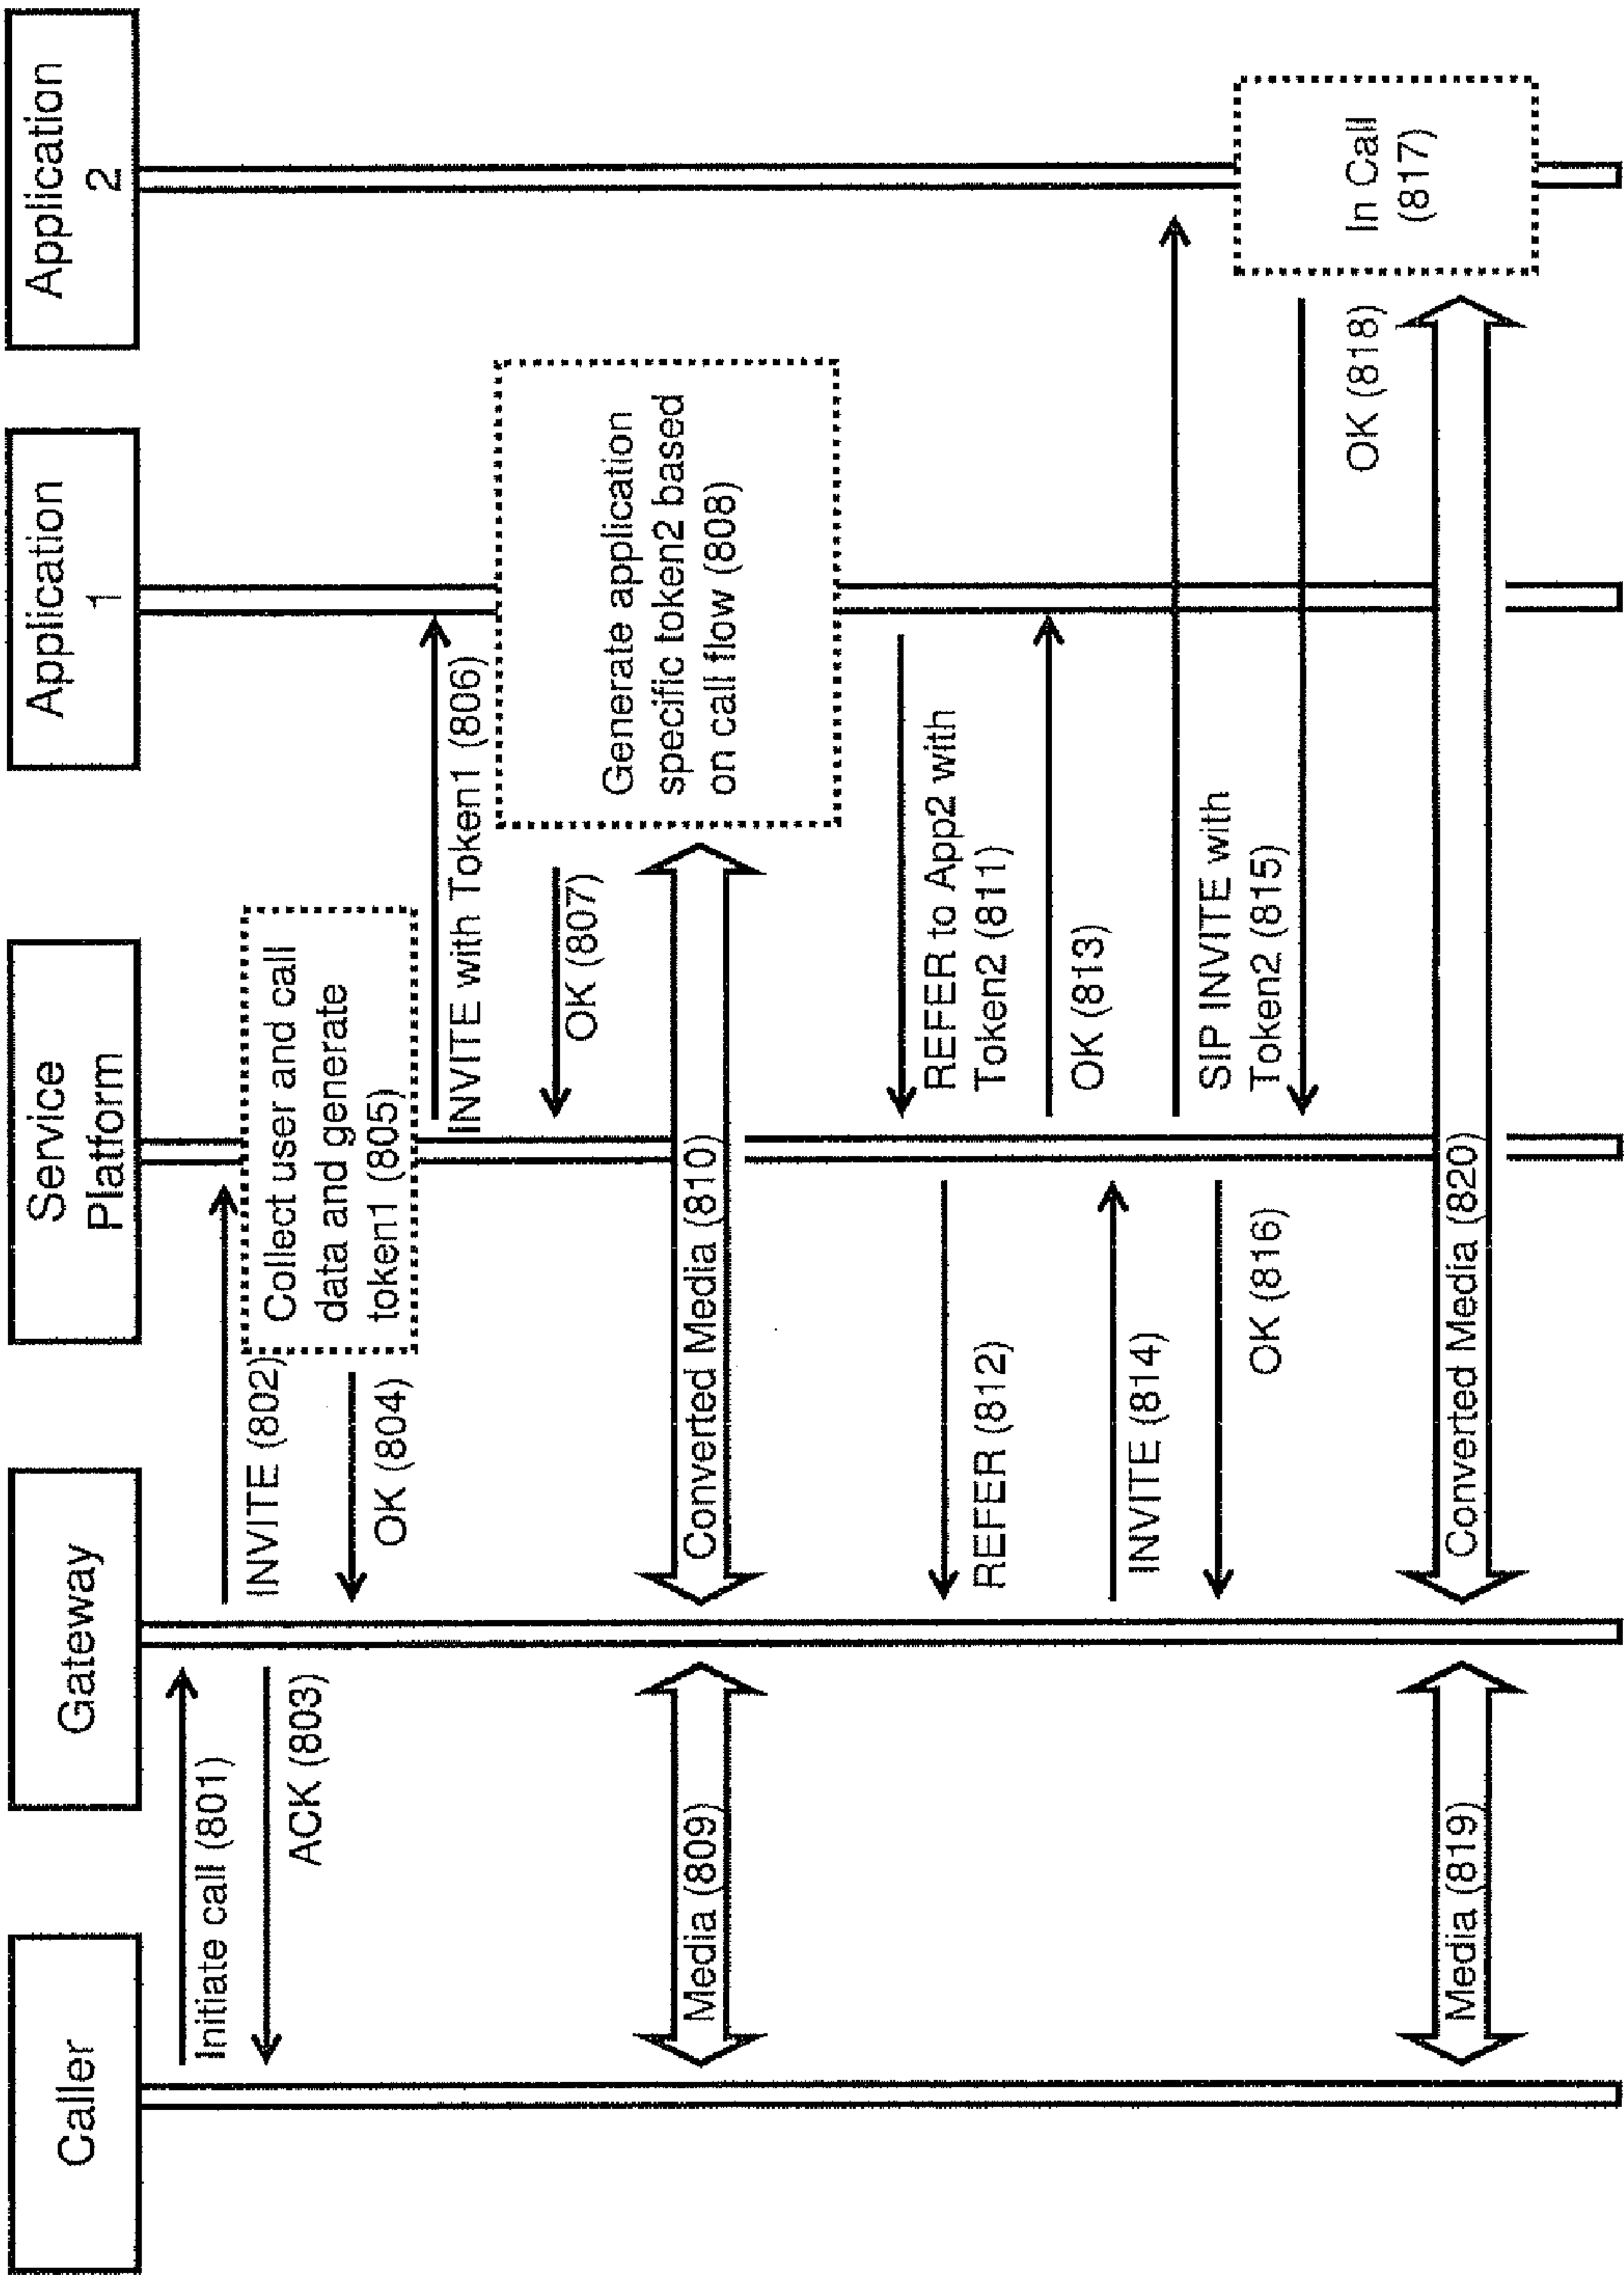 Caller
Gateway
Service
Platform
Application
1
Application
2
Initiate call (801)
INVITE (802)
ACK (803)
Collect user and call
data and generate
token1 (805)
OK (804)
INVITE with Token1 (806)
OK (807)
Generate application
specific token2 based
on call flow (808)
Media (809)
Converted Media (810)
REFER to App2 with
Token2 (811)
REFER (812)
OK (813)
INVITE (814)
SIP INVITE with
Token2 (815)
OK (816)
In Call
(817)
OK (818)
Media (819)
Converted Media (820)